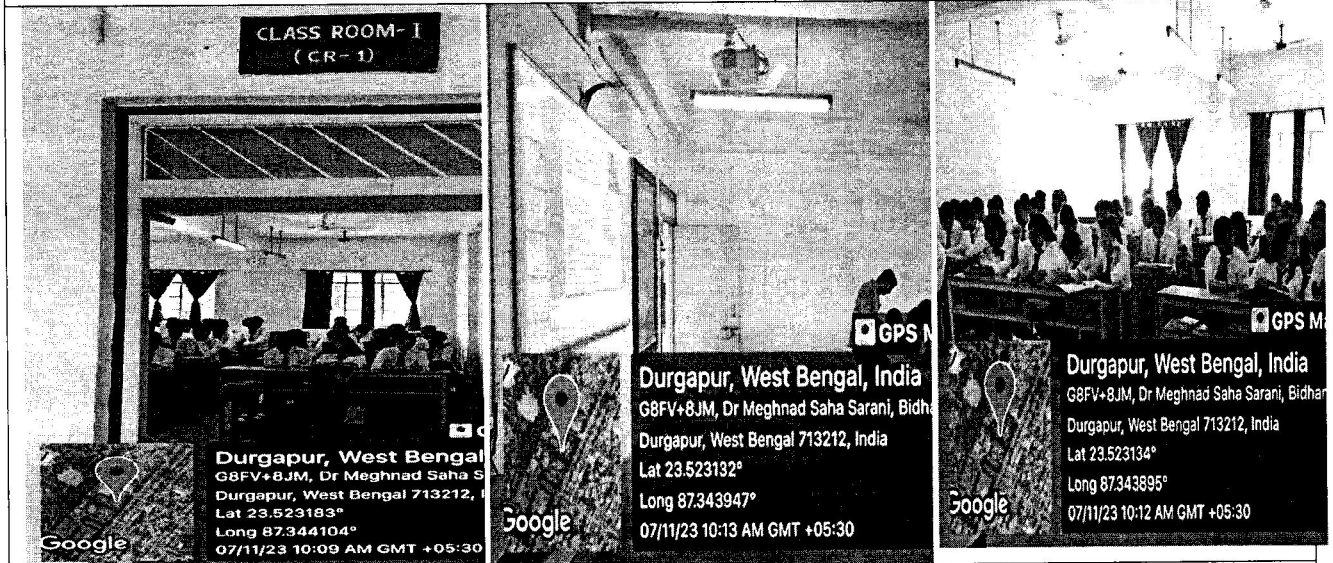 CLASS ROOM-I
(CR-1)
Durgapur, West Bengal
G8FV+8JM, Dr Meghnad Saha S
Durgapur, West Bengal 713212, I
Lat 23.523183°
Long 87.344104°
07/11/23 10:09 AM GMT +05:30
Google
GPS M
Durgapur, West Bengal, India
G8FV+8JM, Dr Meghnad Saha Sarani, Bidha
Durgapur, West Bengal 713212, India
Lat 23.523132°
Long 87.343947°
07/11/23 10:13 AM GMT +05:30
Google
GPS Ma
Durgapur, West Bengal, India
G8FV+8JM, Dr Meghnad Saha Sarani, Bidhan
Durgapur, West Bengal 713212, India
Lat 23.523134°
Long 87.343895°
07/11/23 10:12 AM GMT +05:30
Google